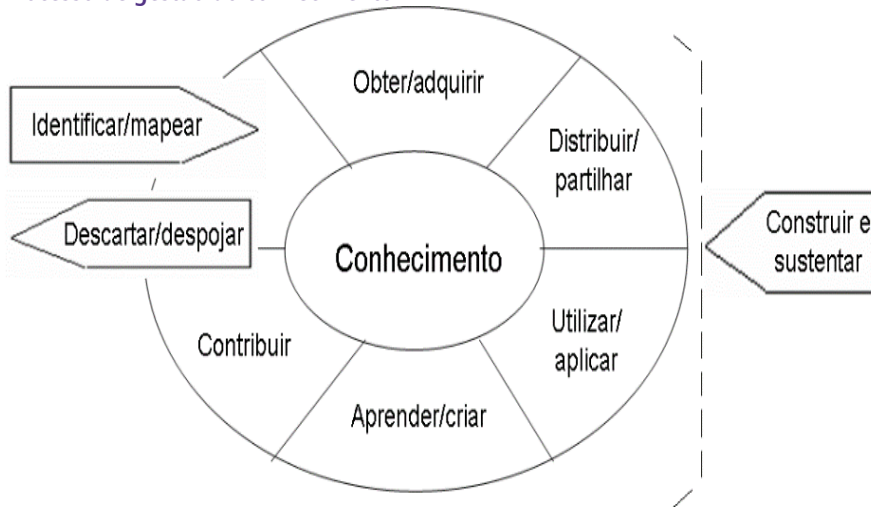 Obter/adquirir
Identificar/mapear
Distribuir/
partilhar
Descartar/despojar
Conhecimento
Construir e
sustentar
Contribuir
Utilizar/
aplicar
Aprender/criar